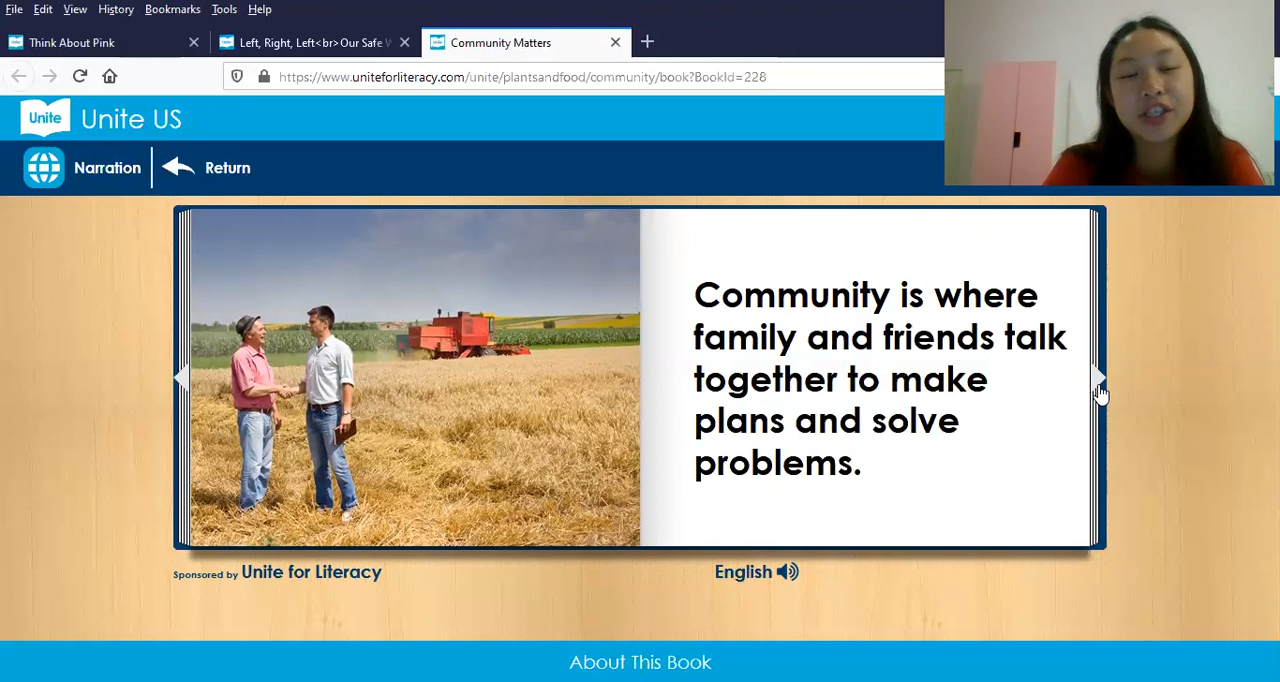 File Edit View History Bookmarks Tools Help
Think About Pink
Left, Right, Left<br>Our Safe
Community Matters
https://www.uniteforliteracy.com/unite/plantsandfood/community/book?BookId=228
Unite Unite US
Narration Return
Community is where
family and friends talk
together to make
plans and solve
problems.
Sponsored by Unite for Literacy
English
About This Book